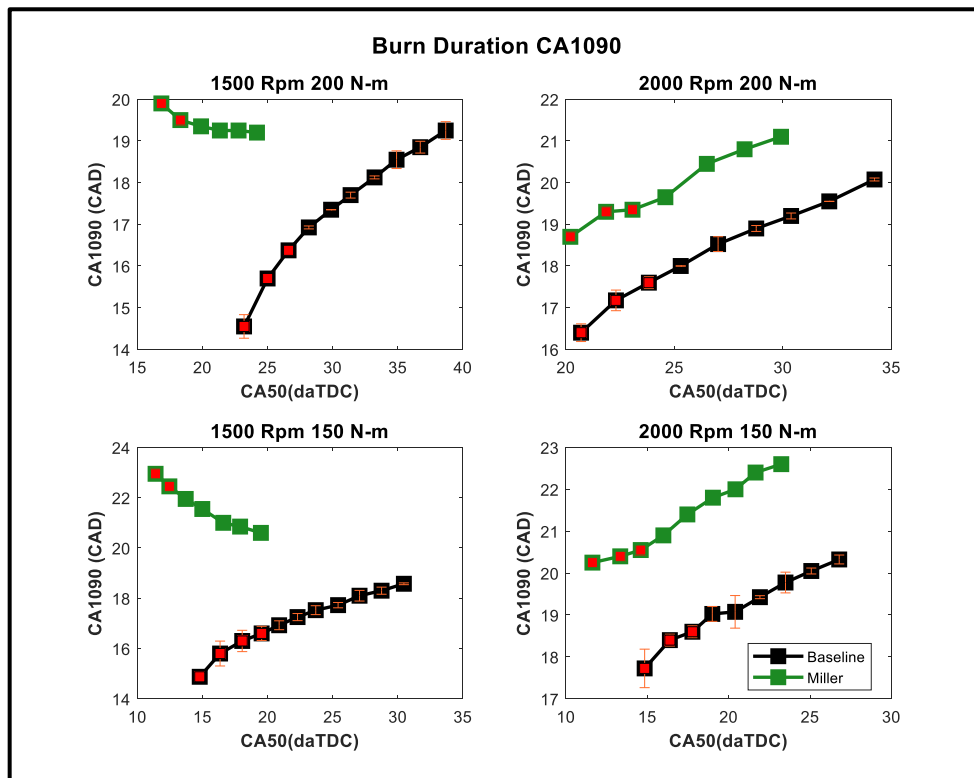 Burn Duration CA1090
1500 Rpm 200 N-m
20
19
18
17
16
15
14
CA1090 (CAD)
15 20 25 30 35 40
CA50(daTDC)
2000 Rpm 200 N-m
22
21
20
19
18
17
16
CA1090 (CAD)
20 25 30 35
CA50(daTDC)
1500 Rpm 150 N-m
24
22
20
18
16
14
CA1090 (CAD)
10 15 20 25 30 35
CA50(daTDC)
2000 Rpm 150 N-m
23
22
21
20
19
18
17
CA1090 (CAD)
10 15 20 25 30
CA50(daTDC)
Baseline
Miller